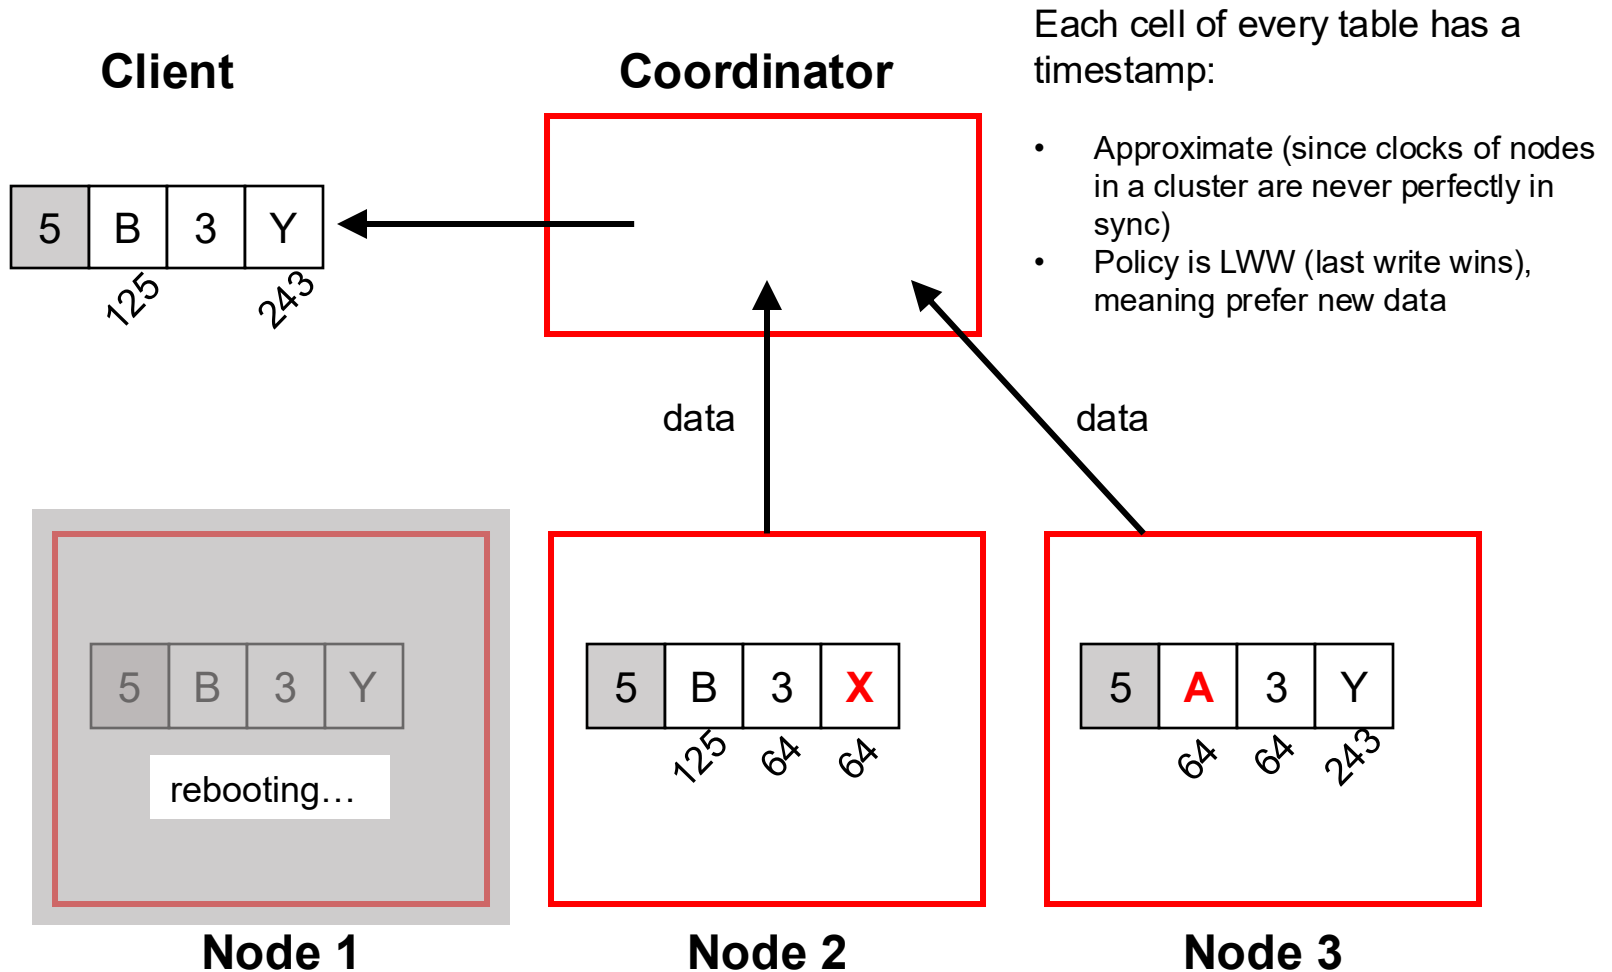 Client
Coordinator
Each cell of every table has a
timestamp:
• Approximate (since clocks of nodes
in a cluster are never perfectly in
sync)
• Policy is LWW (last write wins),
meaning prefer new data
5 B 3 Y
125 243
data
data
5 B 3 Y
rebooting...
5 B 3 X
125 64 64
5 A 3 Y
64 64 243
Node 1
Node 2
Node 3